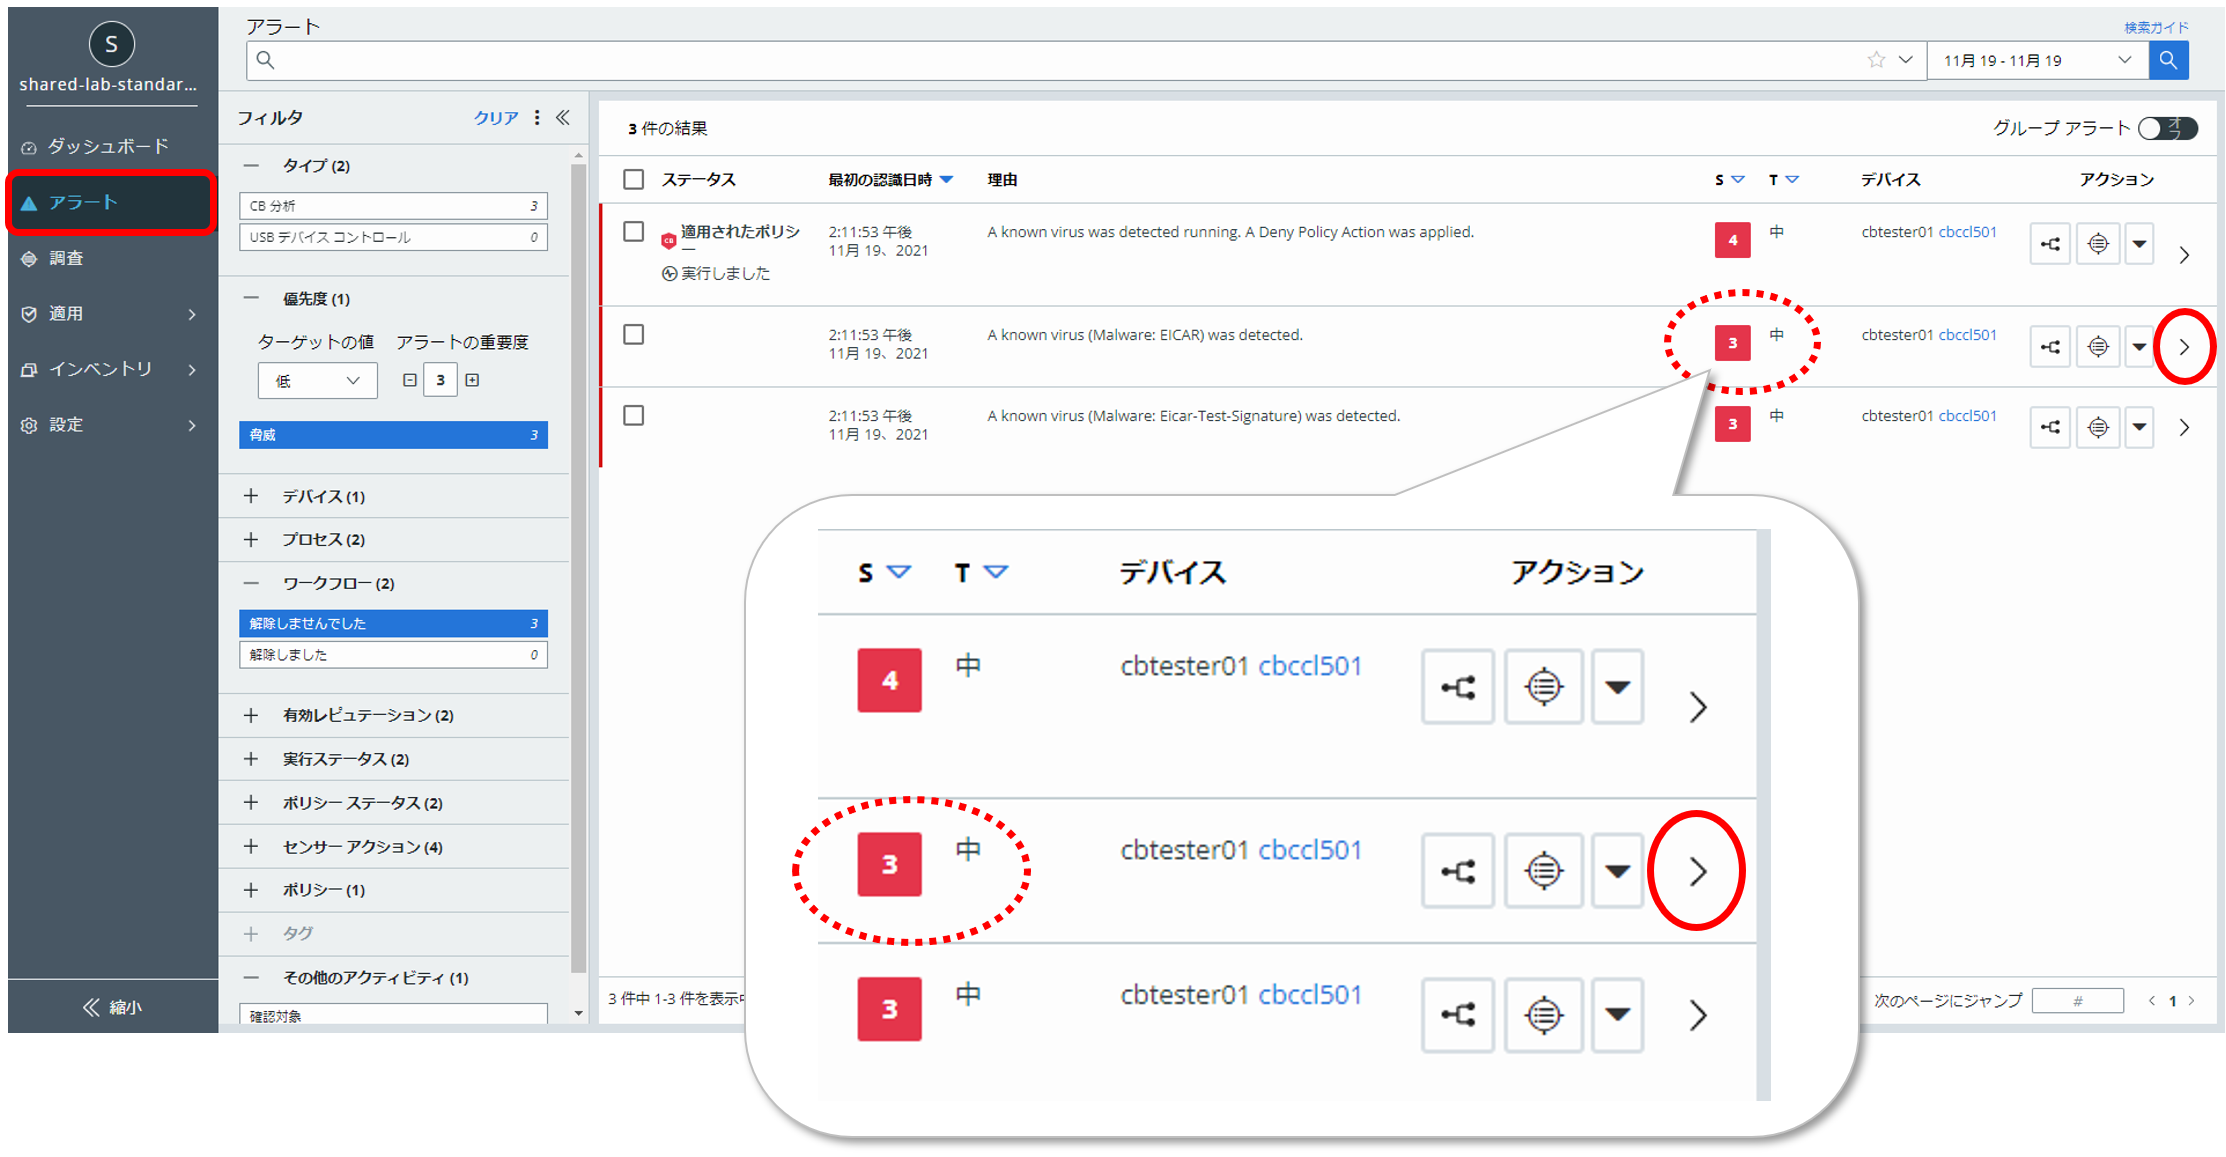 S
shared-lab-standar...
ダッシュボード
アラート
調査
適用
インベントリ
設定
縮小
アラート
検索ガイド
11月 19 - 11月 19
フィルタ
クリア
タイプ (2)
CB 分析 3
USB デバイス コントロール 0
優先度 (1)
ターゲットの値 アラートの重要度
低 3
脅威 3
デバイス (1)
プロセス (2)
ワークフロー (2)
解除しませんでした 3
解除しました 0
有効レピュテーション (2)
実行ステータス (2)
ポリシー ステータス (2)
センサー アクション (4)
ポリシー (1)
タグ
その他のアクティビティ (1)
確認対象
3 件の結果
グループ アラート オフ
ステータス 最初の認識日時 理由 S T デバイス アクション
CB 適用されたポリシー
実行しました
2:11:53 午後
11月 19、2021
A known virus was detected running. A Deny Policy Action was applied.
4 中 cbtester01 cbccl501
2:11:53 午後
11月 19、2021
A known virus (Malware: EICAR) was detected.
3 中 cbtester01 cbccl501
2:11:53 午後
11月 19、2021
A known virus (Malware: Eicar-Test-Signature) was detected.
3 中 cbtester01 cbccl501
S T デバイス アクション
4 中 cbtester01 cbccl501
3 中 cbtester01 cbccl501
3 中 cbtester01 cbccl501
3 件中 1-3 件を表示
次のページにジャンプ # < 1 >